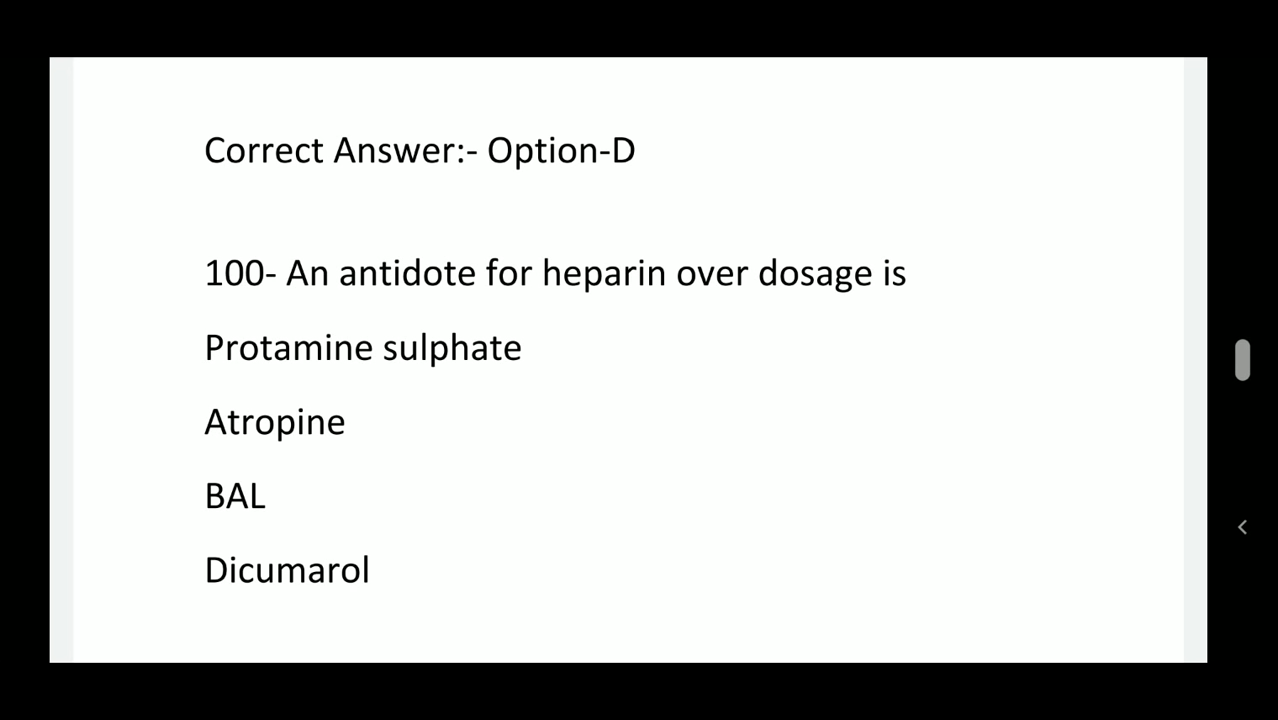 Correct Answer:- Option-D
100- An antidote for heparin over dosage is
Protamine sulphate
Atropine
BAL
Dicumarol